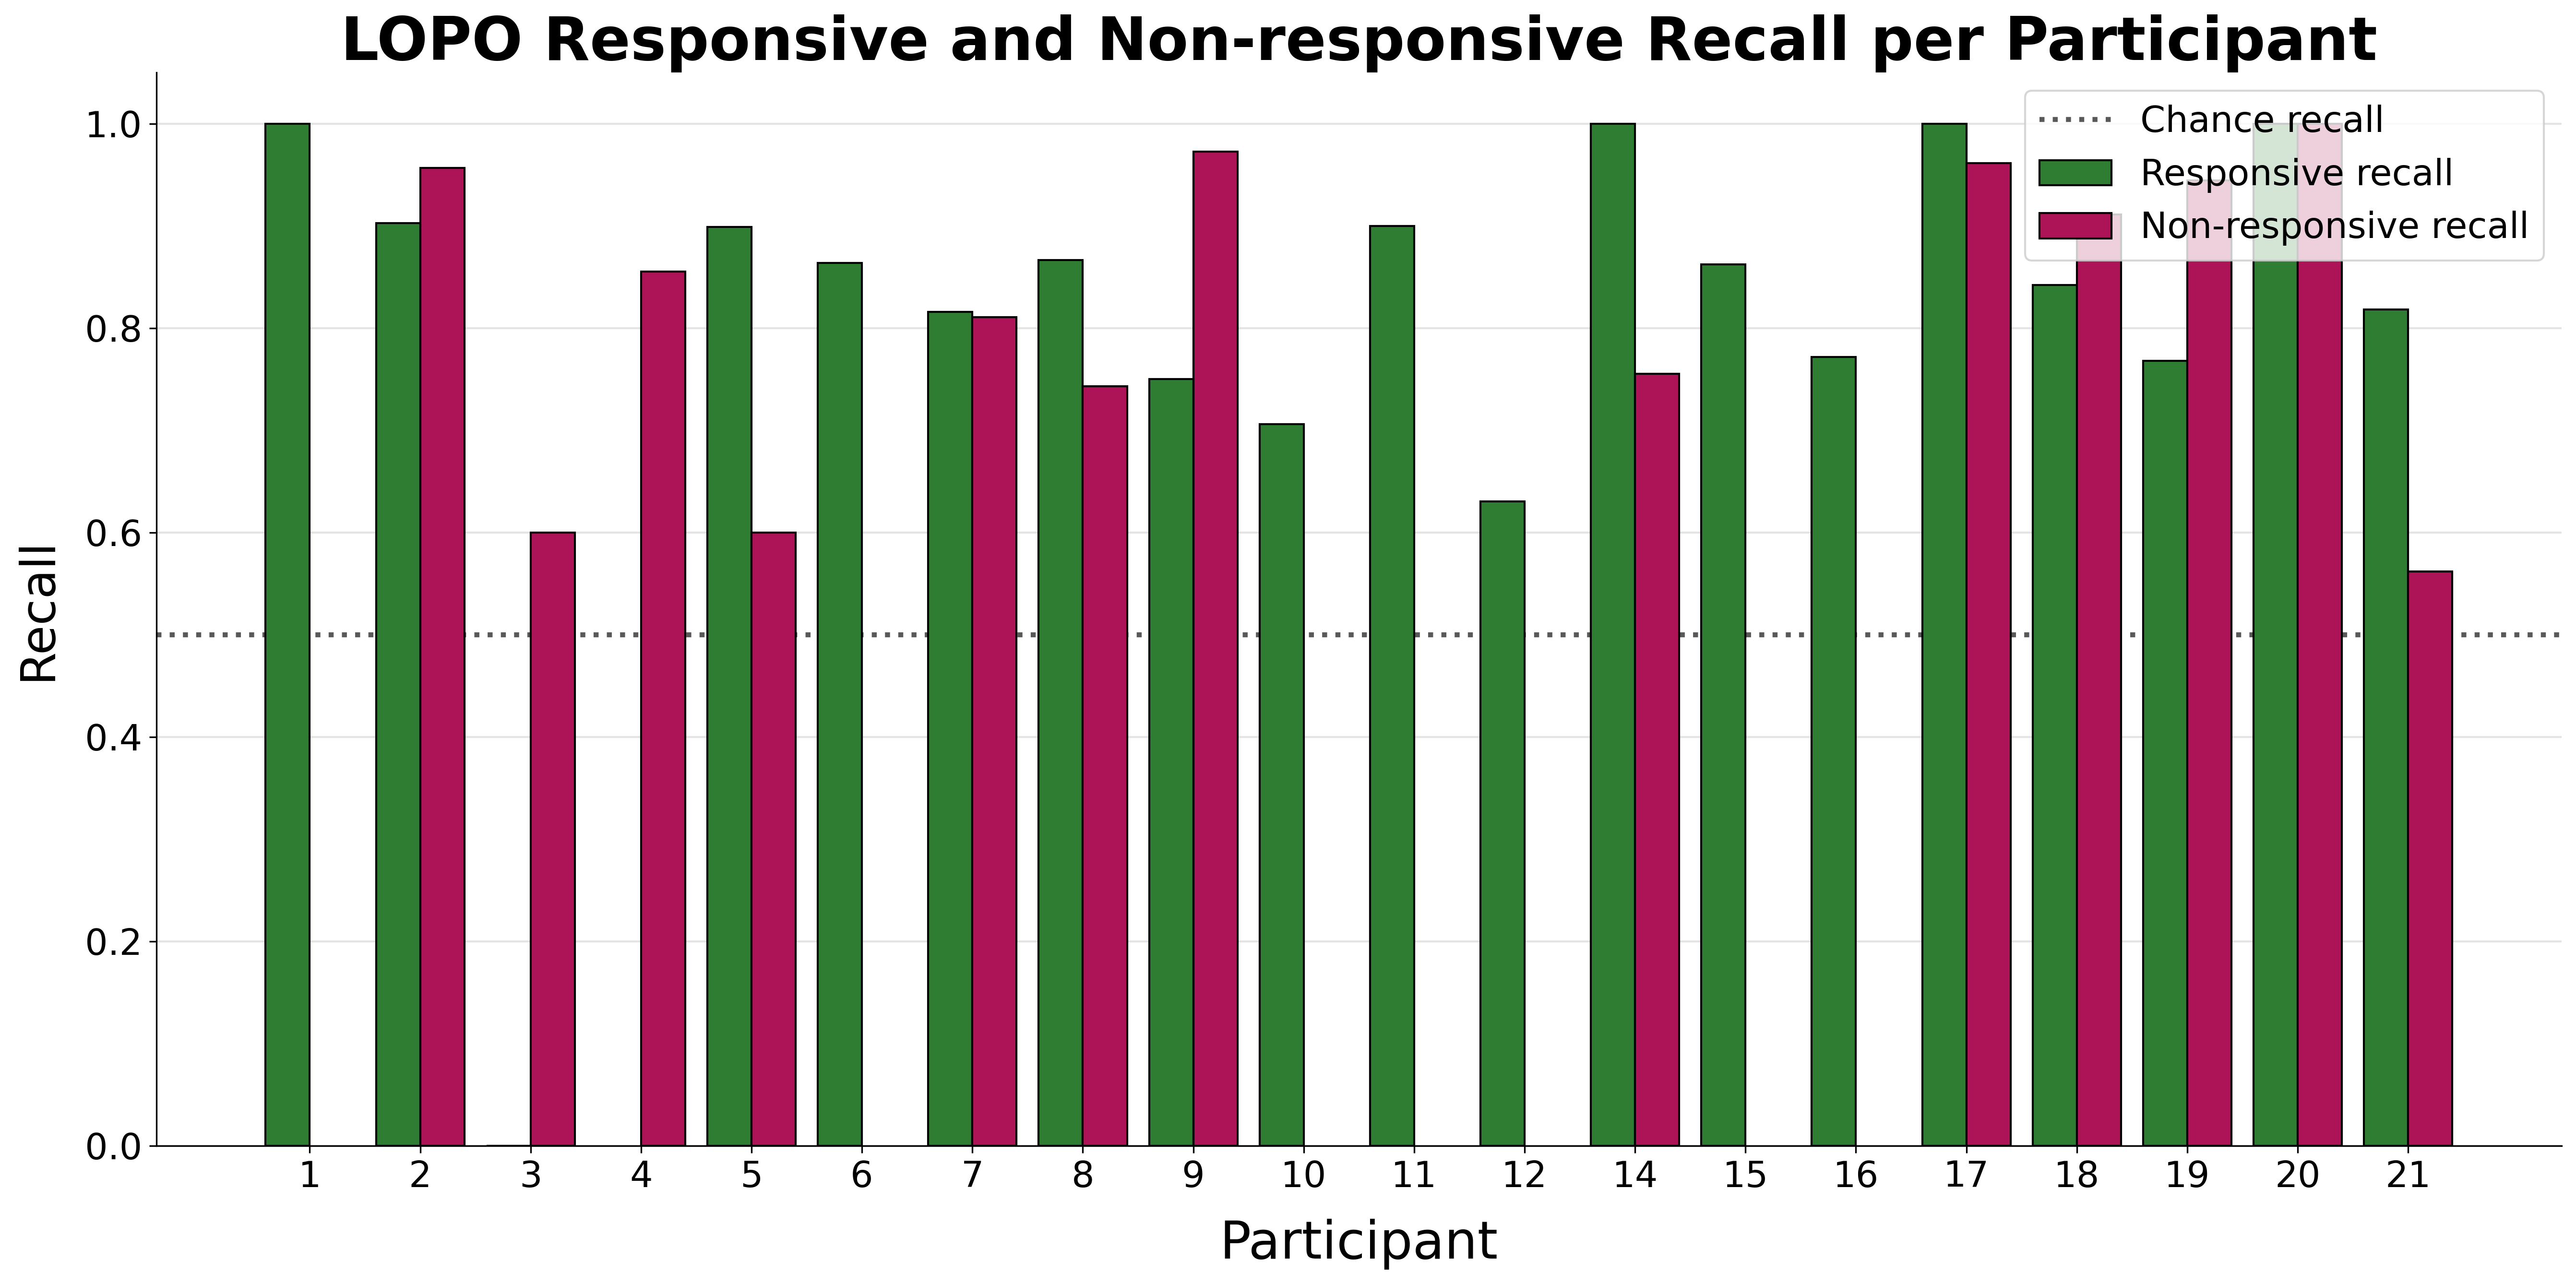 LOPO Responsive and Non-responsive Recall per Participant
Chance recall
Responsive recall
Non-responsive recall
1.0
0.8
0.6
0.4
0.2
0.0
Recall
1 2 3 4 5 6 7 8 9 10 11 12 14 15 16 17 18 19 20 21
Participant